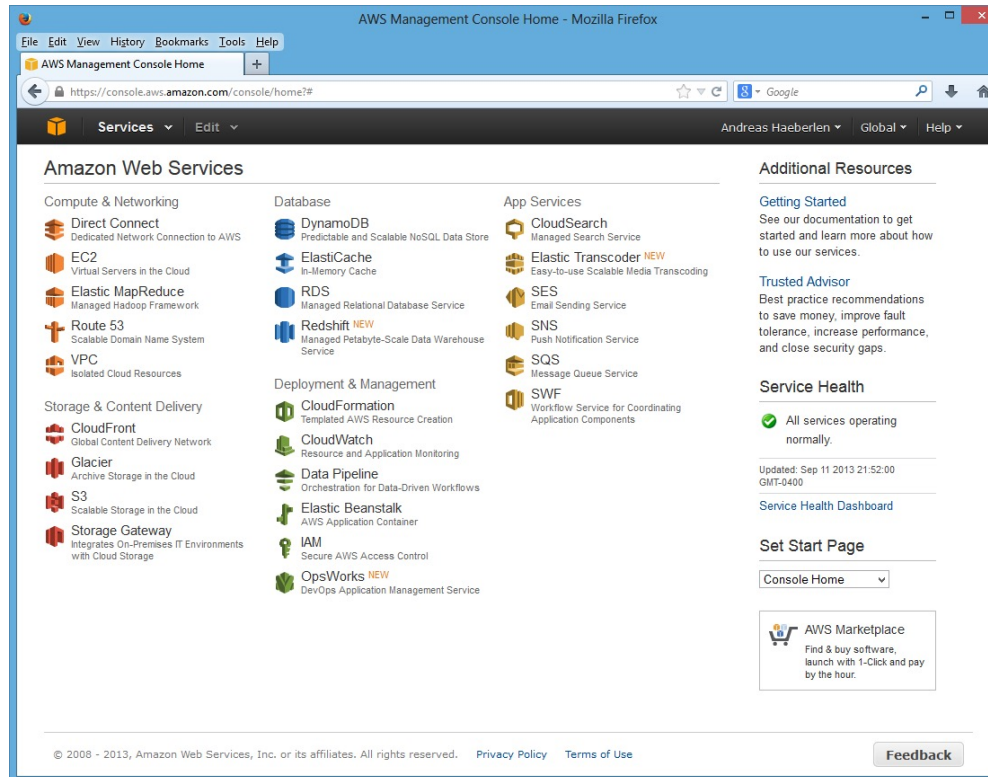 AWS Management Console Home - Mozilla Firefox
File Edit View History Bookmarks Tools Help
AWS Management Console Home
https://console.aws.amazon.com/console/home?#
Google
Services Edit
Andreas Haeberlen Global Help
Amazon Web Services
Compute & Networking
Direct Connect
Dedicated Network Connection to AWS
EC2
Virtual Servers in the Cloud
Elastic MapReduce
Managed Hadoop Framework
Route 53
Scalable Domain Name System
VPC
Isolated Cloud Resources
Storage & Content Delivery
CloudFront
Global Content Delivery Network
Glacier
Archive Storage in the Cloud
S3
Scalable Storage in the Cloud
Storage Gateway
Integrates On-Premises IT Environments
with Cloud Storage
Database
DynamoDB
Predictable and Scalable NoSQL Data Store
ElastiCache
In-Memory Cache
RDS
Managed Relational Database Service
Redshift NEW
Managed Petabyte-Scale Data Warehouse
Service
Deployment & Management
CloudFormation
Templated AWS Resource Creation
CloudWatch
Resource and Application Monitoring
Data Pipeline
Orchestration for Data-Driven Workflows
Elastic Beanstalk
AWS Application Container
IAM
Secure AWS Access Control
OpsWorks NEW
DevOps Application Management Service
App Services
CloudSearch
Managed Search Service
Elastic Transcoder NEW
Easy-to-use Scalable Media Transcoding
SES
Email Sending Service
SNS
Push Notification Service
SQS
Message Queue Service
SWF
Workflow Service for Coordinating
Application Components
Additional Resources
Getting Started
See our documentation to get
started and learn more about how
to use our services.
Trusted Advisor
Best practice recommendations
to save money, improve fault
tolerance, increase performance,
and close security gaps.
Service Health
All services operating
normally.
Updated: Sep 11 2013 21:52:00
GMT-0400
Service Health Dashboard
Set Start Page
Console Home
AWS Marketplace
Find & buy software,
launch with 1-Click and pay
by the hour.
© 2008 - 2013, Amazon Web Services, Inc. or its affiliates. All rights reserved. Privacy Policy Terms of Use
Feedback